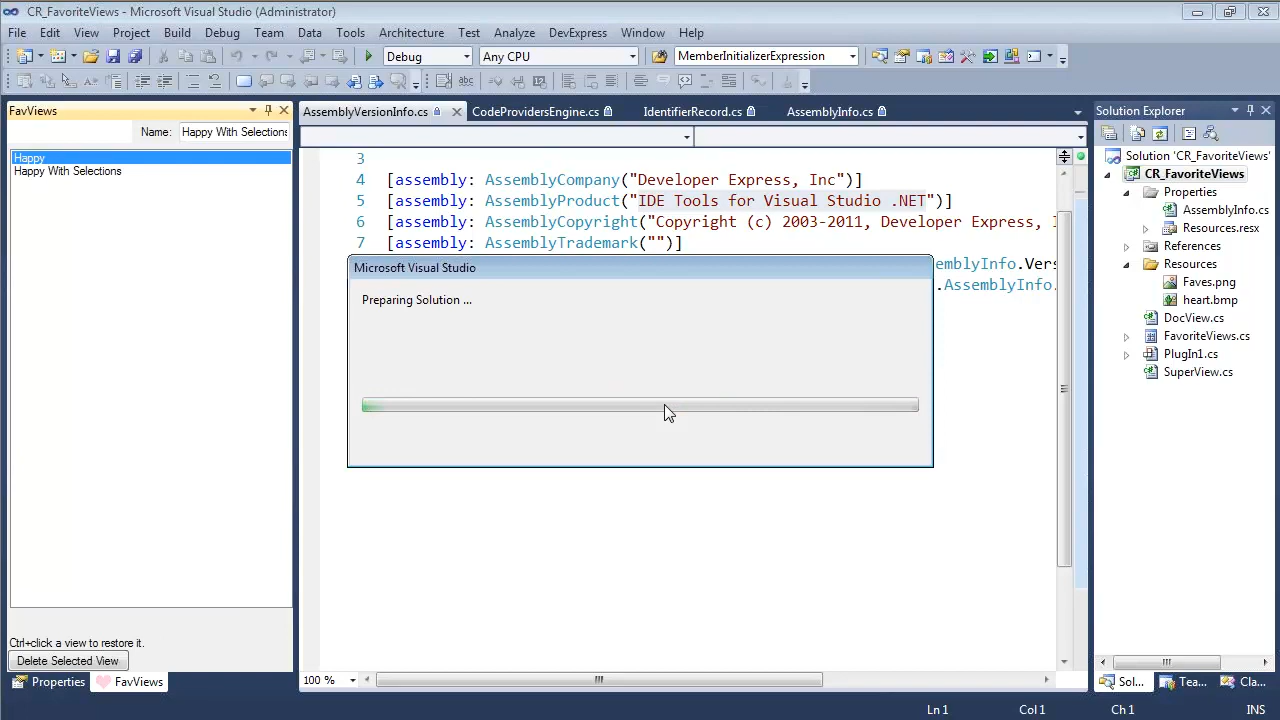 CR_FavoriteViews - Microsoft Visual Studio (Administrator)
File Edit View Project Build Debug Team Data Tools Architecture Test Analyze DevExpress Window Help
Debug Any CPU MemberInitializerExpression
FavViews
Name: Happy With Selections
Happy
Happy With Selections
Ctrl+click a view to restore it.
Delete Selected View
Properties FavViews
AssemblyVersionInfo.cs CodeProvidersEngine.cs IdentifierRecord.cs AssemblyInfo.cs
3
4 [assembly: AssemblyCompany("Developer Express, Inc")]
5 [assembly: AssemblyProduct("IDE Tools for Visual Studio .NET")]
6 [assembly: AssemblyCopyright("Copyright (c) 2003-2011, Developer Express, I
7 [assembly: AssemblyTrademark("")]
emblyInfo.Vers
.AssemblyInfo.
Microsoft Visual Studio
Preparing Solution ...
100 %
Solution Explorer
Solution 'CR_FavoriteViews'
CR_FavoriteViews
Properties
AssemblyInfo.cs
Resources.resx
References
Resources
Faves.png
heart.bmp
DocView.cs
FavoriteViews.cs
PlugIn1.cs
SuperView.cs
Sol... Tea... Cla...
Ln 1 Col 1 Ch 1 INS